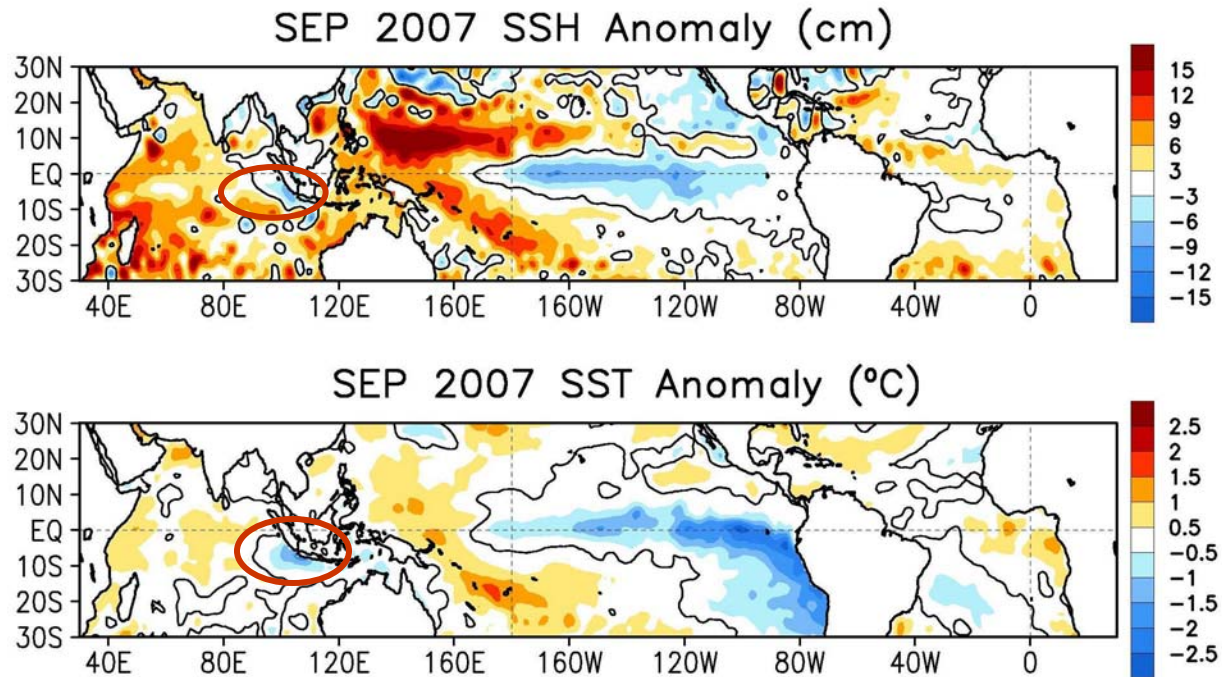 SEP 2007 SSH Anomaly (cm)
30N
20N
10N
EQ
10S
20S
30S
40E 80E 120E 160E 160W 120W 80W 40W 0
15
12
9
6
3
−3
−6
−9
−12
−15
SEP 2007 SST Anomaly (°C)
30N
20N
10N
EQ
10S
20S
30S
40E 80E 120E 160E 160W 120W 80W 40W 0
2.5
2
1.5
1
0.5
−0.5
−1
−1.5
−2
−2.5